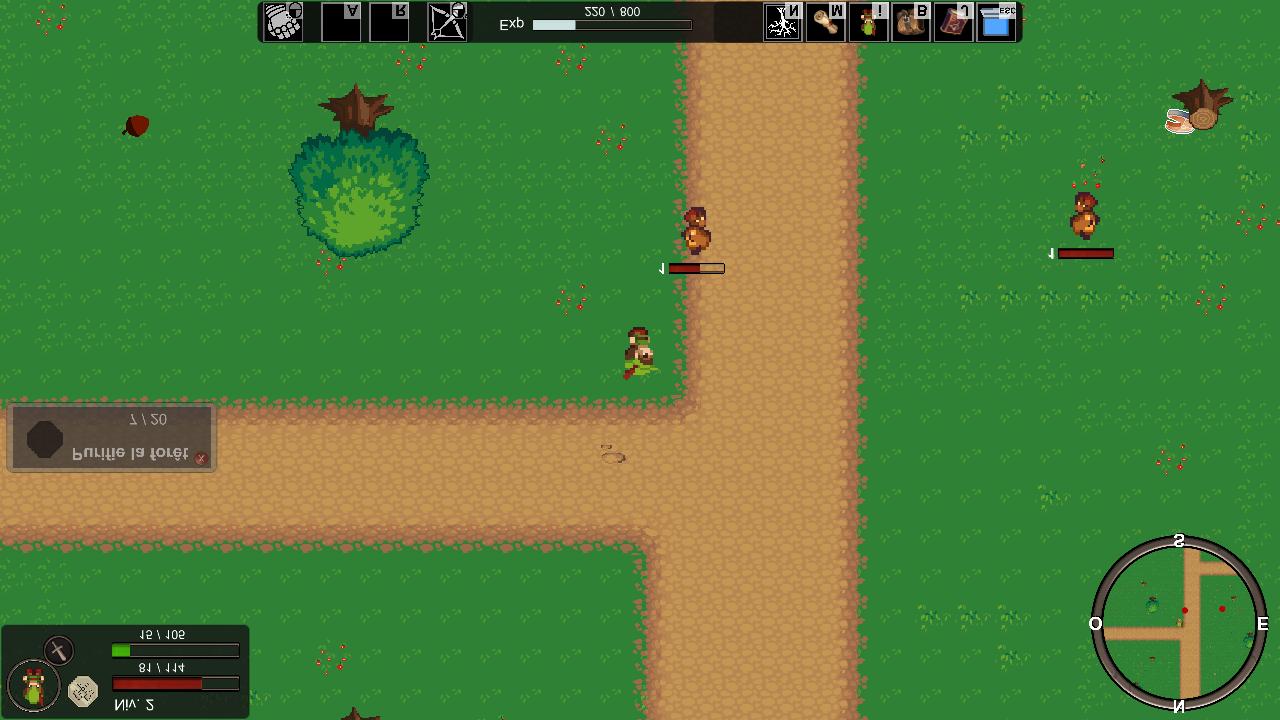 Niv. 2
81 / 114
15 / 105
N
O
E
S
Purifie la forêt
X
7 / 20
1
1
A
R
Exp
220 / 800
N
M
I
B
J
ESC